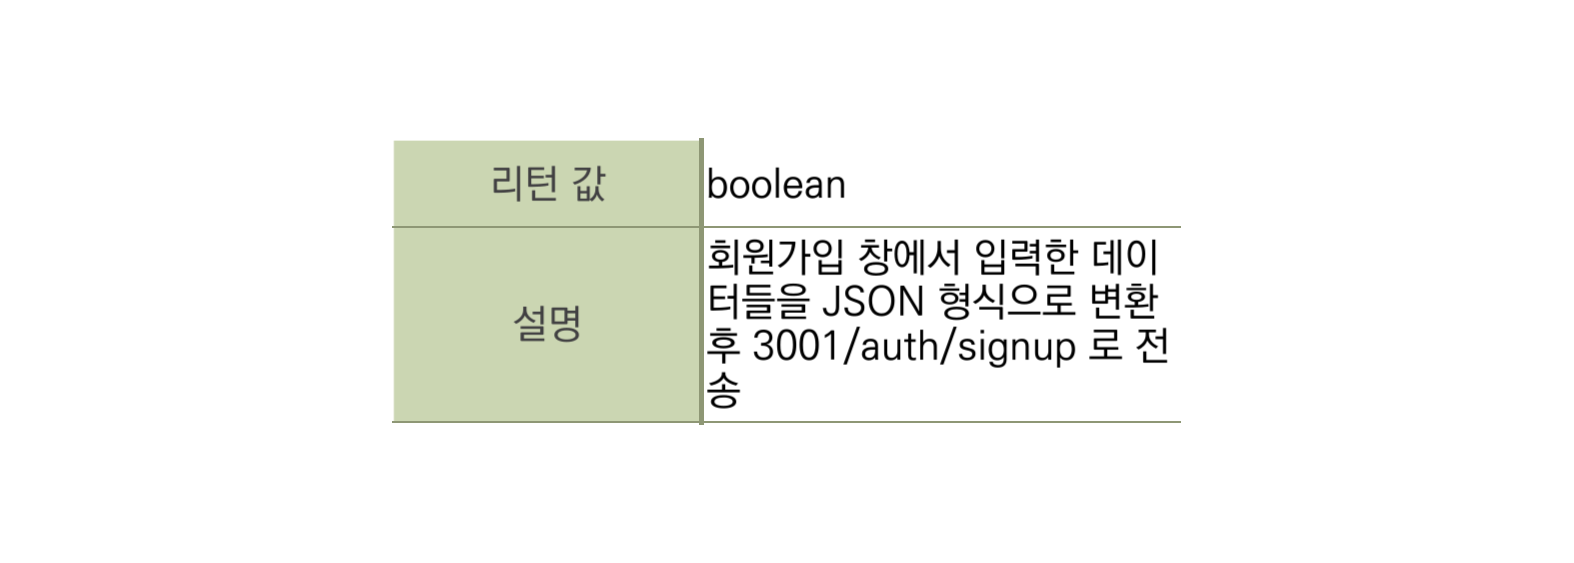 리턴 값
boolean
설명
회원가입 창에서 입력한 데이
터들을 JSON 형식으로 변환
후 3001/auth/signup 로 전
송